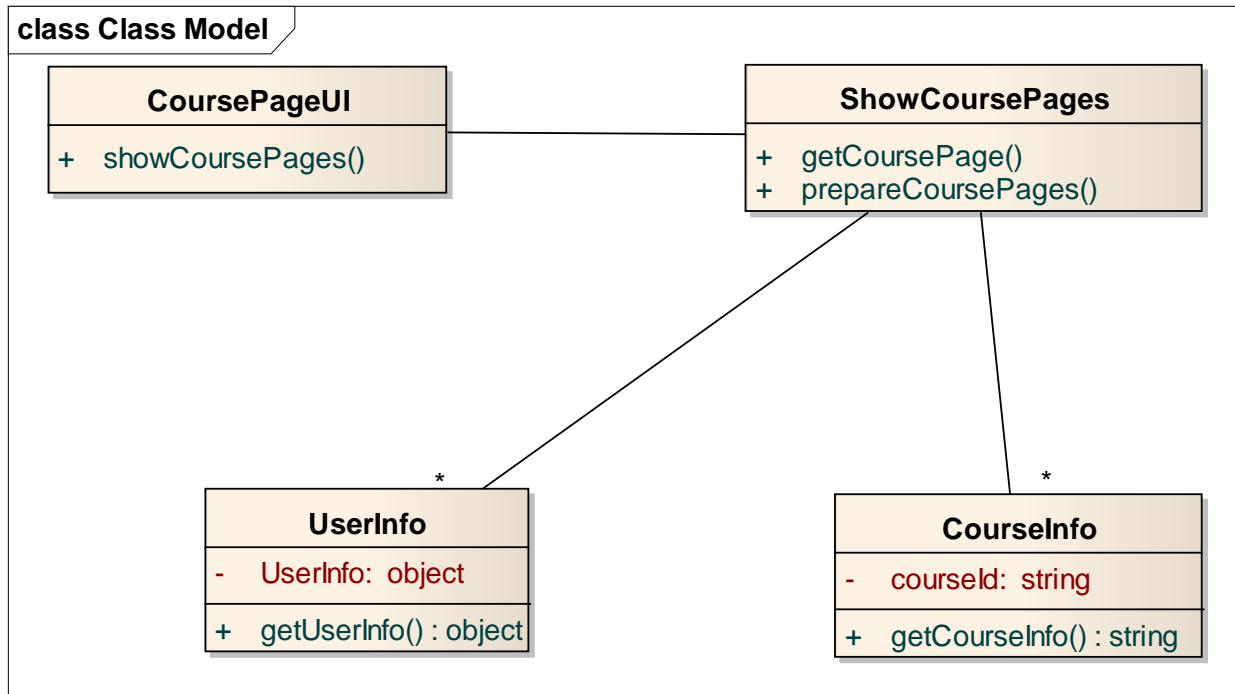 class Class Model
CoursePageUI
+ showCoursePages()
ShowCoursePages
+ getCoursePage()
+ prepareCoursePages()
*
UserInfo
- UserInfo: object
+ getUserInfo() : object
*
CourseInfo
- courseId: string
+ getCourseInfo() : string